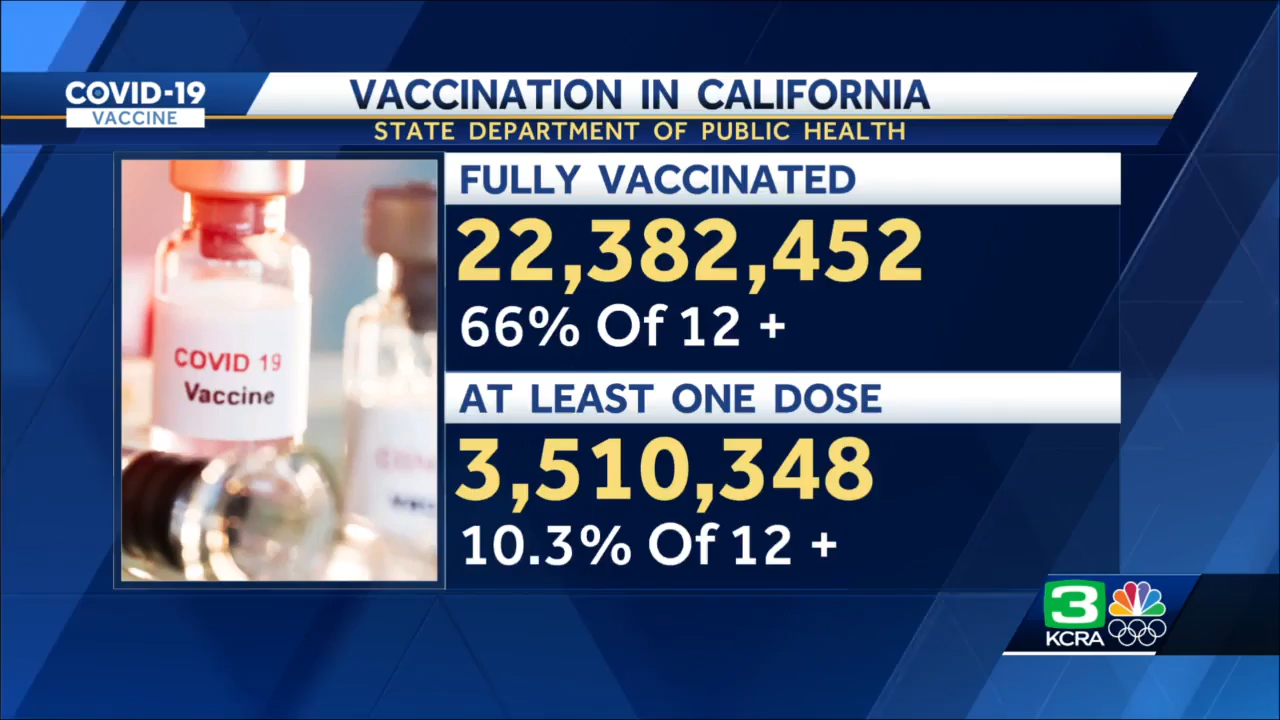 COVID-19
VACCINE
VACCINATION IN CALIFORNIA
STATE DEPARTMENT OF PUBLIC HEALTH
COVID 19
Vaccine
FULLY VACCINATED
22,382,452
66% Of 12 +
AT LEAST ONE DOSE
3,510,348
10.3% Of 12 +
3
KCRA